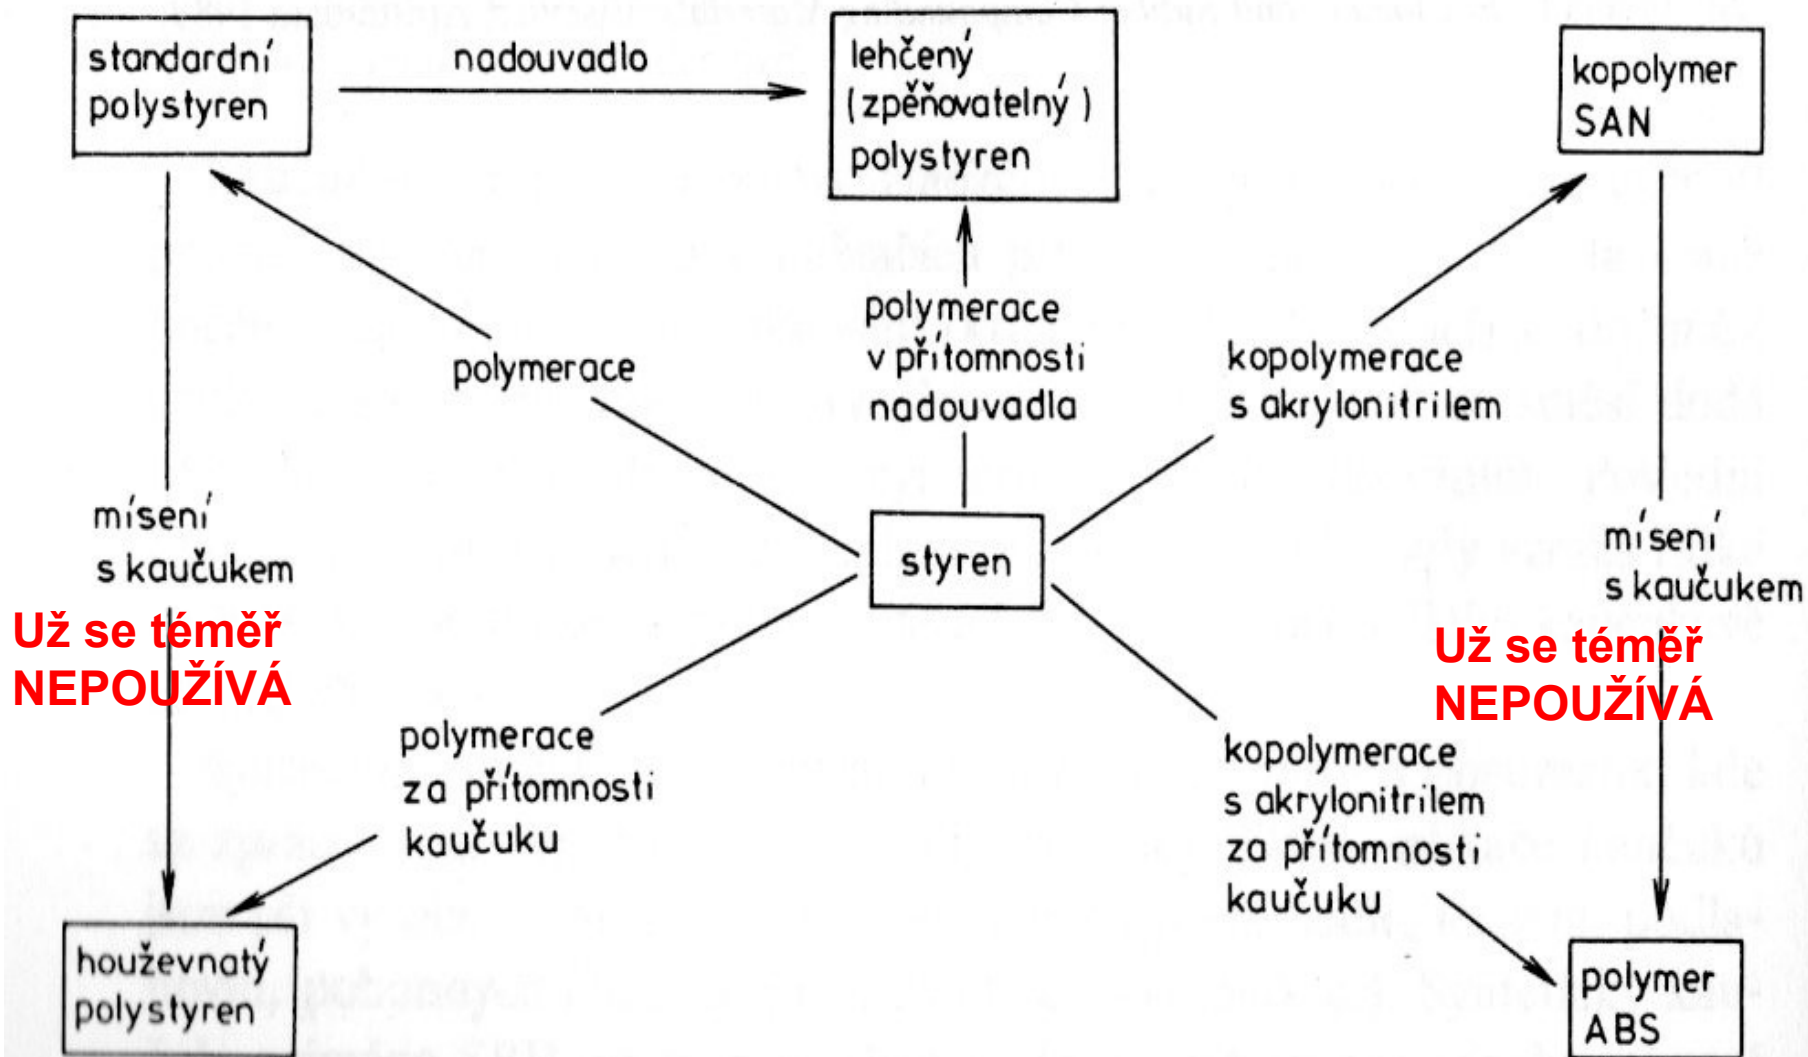 standardní
polystyren
nadouvadlo
lehčený
(zpěňovatelný)
polystyren
kopolymer
SAN
polymerace
polymerace
v přítomnosti
nadouvadla
kopolymerace
s akrylonitrilem
mísení
s kaučukem
styren
mísení
s kaučukem
Už se téměř
NEPOUŽÍVÁ
Už se téměř
NEPOUŽÍVÁ
polymerace
za přítomnosti
kaučuku
kopolymerace
s akrylonitrilem
za přítomnosti
kaučuku
houževnatý
polystyren
polymer
ABS